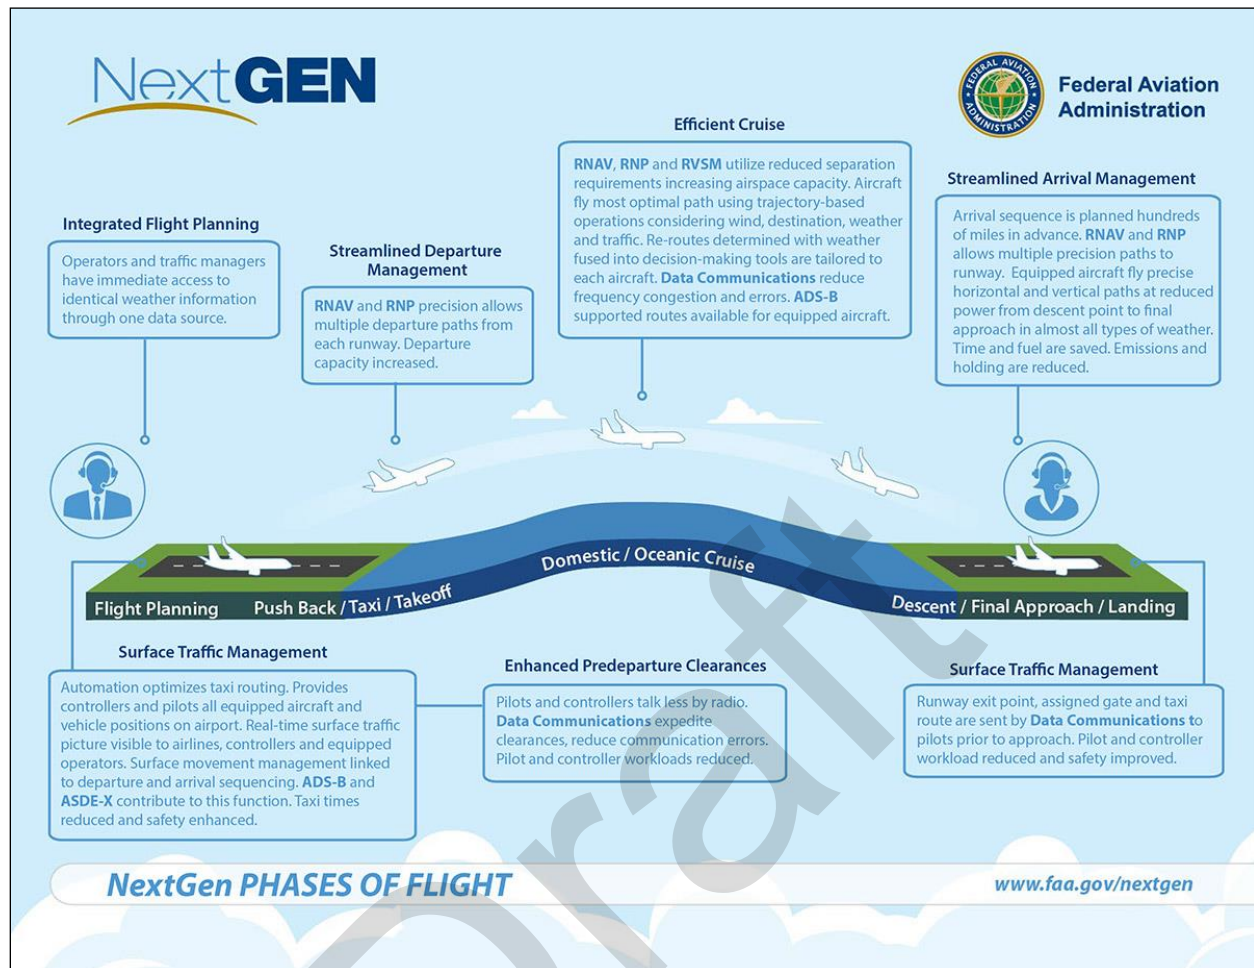 NextGEN
Federal Aviation
Administration
FEDERAL AVIATION
ADMINISTRATION
Efficient Cruise
RNAV, RNP and RVSM utilize reduced separation
requirements increasing airspace capacity. Aircraft
fly most optimal path using trajectory-based
operations considering wind, destination, weather
and traffic. Re-routes determined with weather
fused into decision-making tools are tailored to
each aircraft. Data Communications reduce
frequency congestion and errors. ADS-B
supported routes available for equipped aircraft.
Streamlined Arrival Management
Arrival sequence is planned hundreds
of miles in advance. RNAV and RNP
allows multiple precision paths to
runway. Equipped aircraft fly precise
horizontal and vertical paths at reduced
power from descent point to final
approach in almost all types of weather.
Time and fuel are saved. Emissions and
holding are reduced.
Integrated Flight Planning
Operators and traffic managers
have immediate access to
identical weather information
through one data source.
Streamlined Departure
Management
RNAV and RNP precision allows
multiple departure paths from
each runway. Departure
capacity increased.
Flight Planning
Push Back / Taxi / Takeoff
Domestic / Oceanic Cruise
Descent / Final Approach / Landing
Surface Traffic Management
Automation optimizes taxi routing. Provides
controllers and pilots all equipped aircraft and
vehicle positions on airport. Real-time surface traffic
picture visible to airlines, controllers and equipped
operators. Surface movement management linked
to departure and arrival sequencing. ADS-B and
ASDE-X contribute to this function. Taxi times
reduced and safety enhanced.
Enhanced Predeparture Clearances
Pilots and controllers talk less by radio.
Data Communications expedite
clearances, reduce communication errors.
Pilot and controller workloads reduced.
Surface Traffic Management
Runway exit point, assigned gate and taxi
route are sent by Data Communications to
pilots prior to approach. Pilot and controller
workload reduced and safety improved.
NextGen PHASES OF FLIGHT
www.faa.gov/nextgen
Draft